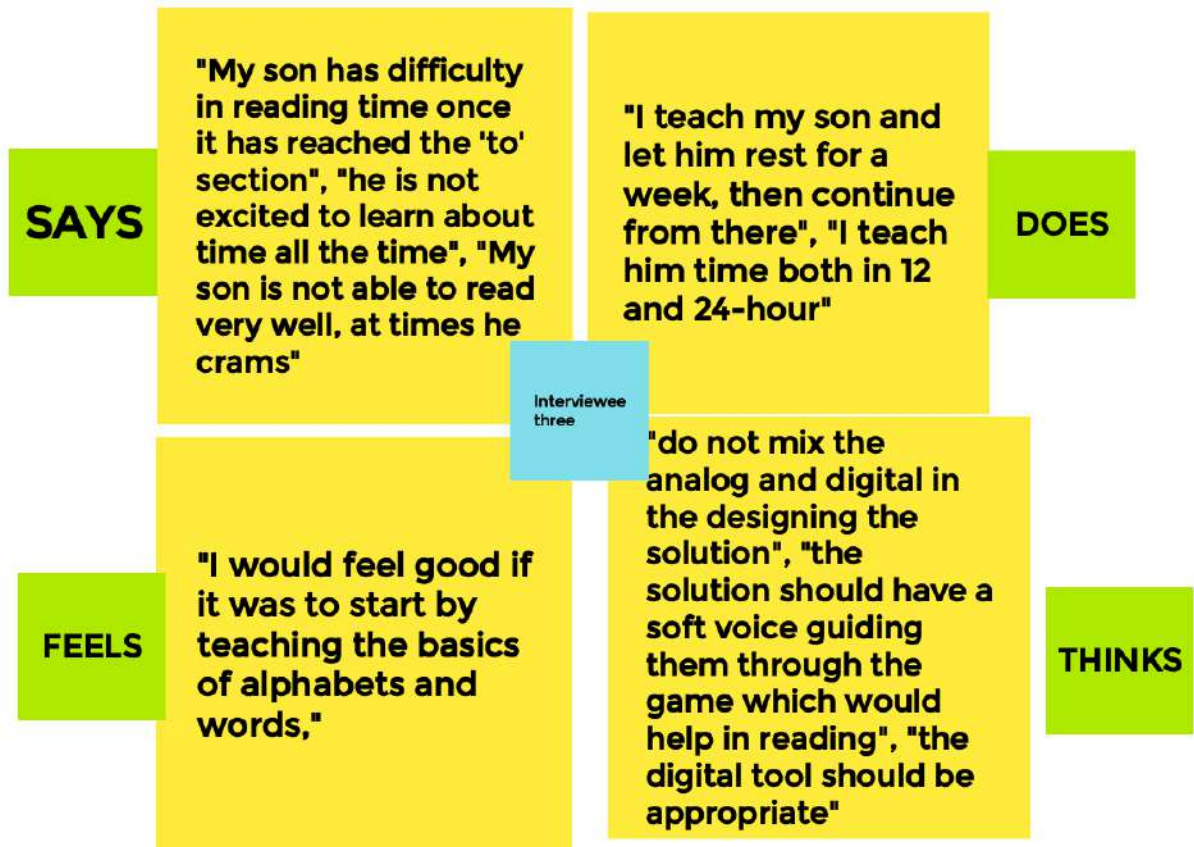 SAYS
"My son has difficulty
in reading time once
it has reached the 'to'
section", "he is not
excited to learn about
time all the time", "My
son is not able to read
very well, at times he
crams"
"I teach my son and
let him rest for a
week, then continue
from there", "I teach
him time both in 12
and 24-hour"
DOES
Interviewee
three
FEELS
"I would feel good if
it was to start by
teaching the basics
of alphabets and
words,"
"do not mix the
analog and digital in
the designing the
solution", "the
solution should have a
soft voice guiding
them through the
game which would
help in reading", "the
digital tool should be
appropriate"
THINKS